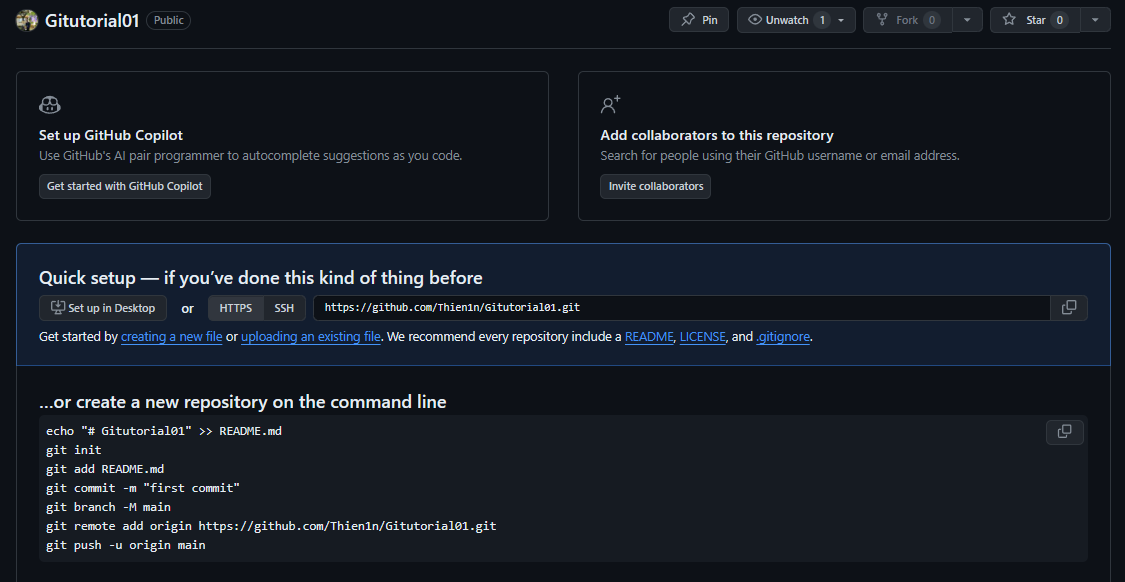 Gitutorial01 Public Pin Unwatch 1 Fork 0 Star 0
Set up GitHub Copilot
Use GitHub's AI pair programmer to autocomplete suggestions as you code.
Get started with GitHub Copilot
Add collaborators to this repository
Search for people using their GitHub username or email address.
Invite collaborators
Quick setup — if you’ve done this kind of thing before
Set up in Desktop or HTTPS SSH https://github.com/Thien1n/Gitutorial01.git
Get started by creating a new file or uploading an existing file. We recommend every repository include a README, LICENSE, and .gitignore.
…or create a new repository on the command line
echo "# Gitutorial01" >> README.md
git init
git add README.md
git commit -m "first commit"
git branch -M main
git remote add origin https://github.com/Thien1n/Gitutorial01.git
git push -u origin main